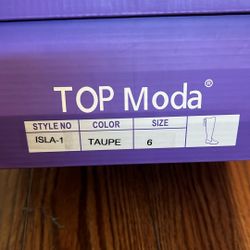 TOP Moda®
STYLE NO COLOR SIZE
ISLA-1 TAUPE 6